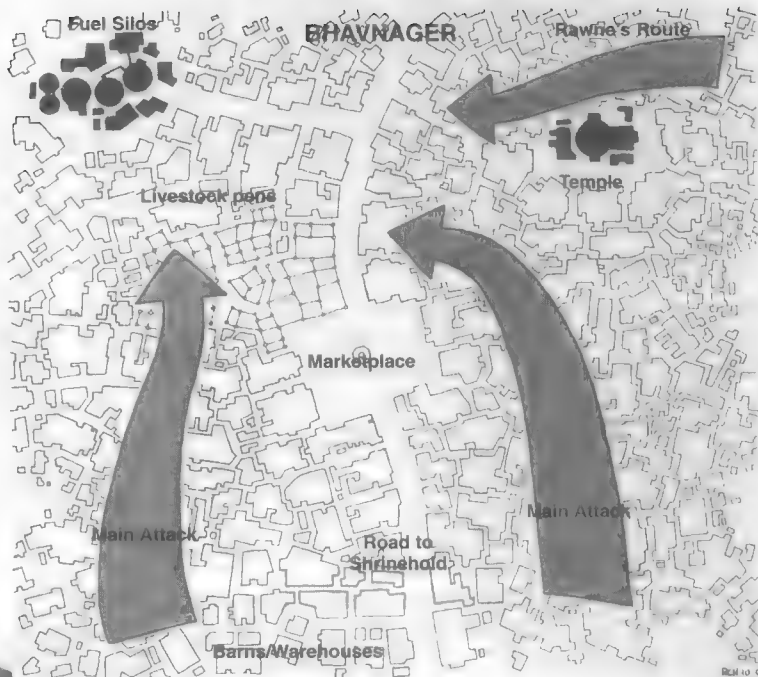 Fuel Silos
BHAVNAGER
Rawne's Route
Temple
Livestock pens
Marketplace
Main Attack
Main Attack
Road to
Shrinehold
Barns/Warehouses